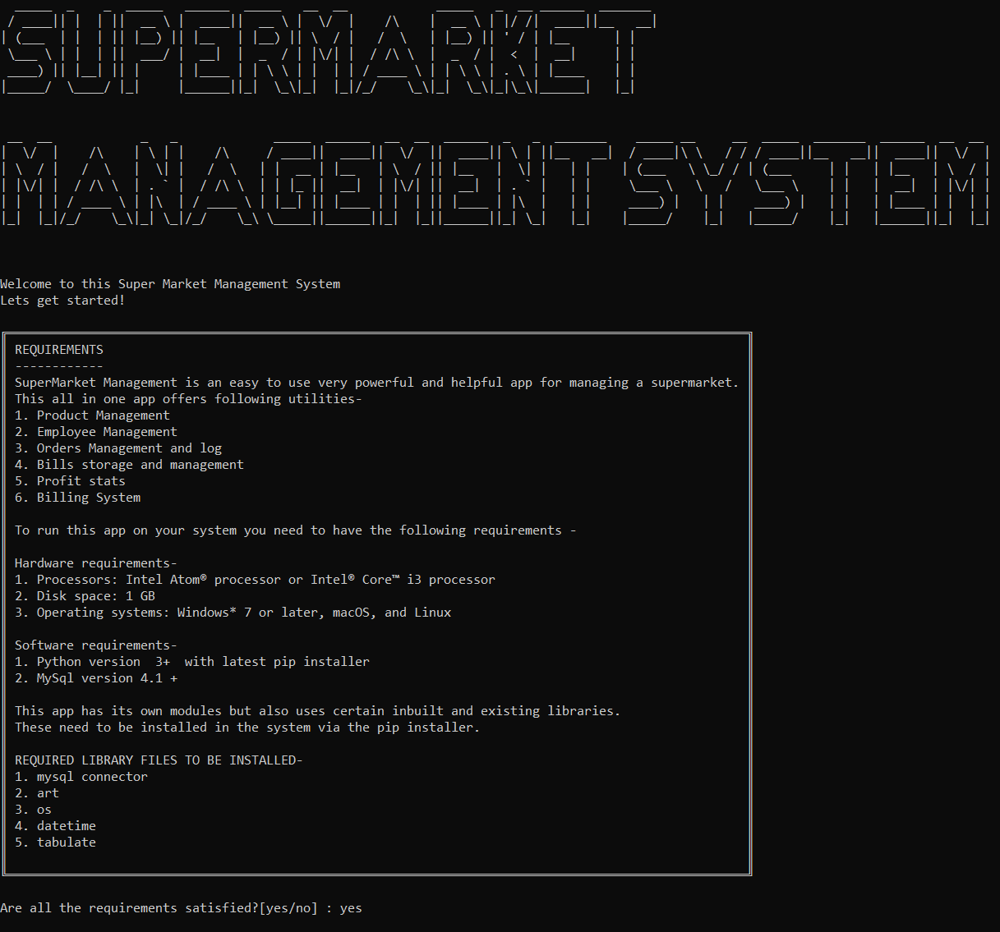 SUPERMARKET
MANAGEMENT SYSTEM
Welcome to this Super Market Management System
Lets get started!
REQUIREMENTS
------------
SuperMarket Management is an easy to use very powerful and helpful app for managing a supermarket.
This all in one app offers following utilities-
1. Product Management
2. Employee Management
3. Orders Management and log
4. Bills storage and management
5. Profit stats
6. Billing System
To run this app on your system you need to have the following requirements -
Hardware requirements-
1. Processors: Intel Atom® processor or Intel® Core™ i3 processor
2. Disk space: 1 GB
3. Operating systems: Windows* 7 or later, macOS, and Linux
Software requirements-
1. Python version  3+  with latest pip installer
2. MySql version 4.1 +
This app has its own modules but also uses certain inbuilt and existing libraries.
These need to be installed in the system via the pip installer.
REQUIRED LIBRARY FILES TO BE INSTALLED-
1. mysql connector
2. art
3. os
4. datetime
5. tabulate
Are all the requirements satisfied?[yes/no] : yes